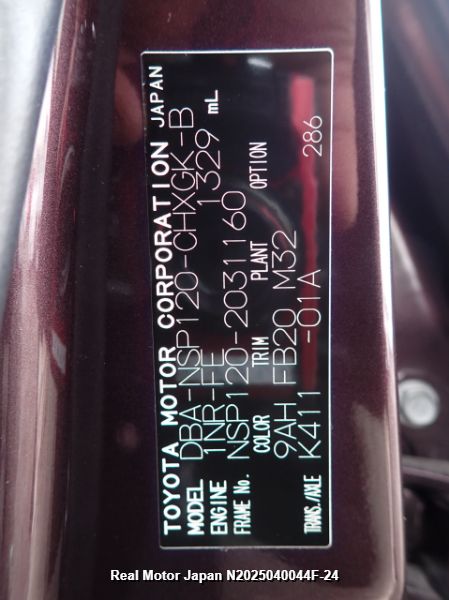 TOYOTA MOTOR CORPORATION JAPAN
MODEL DBA-NSP120-CHXGK-B
ENGINE 1NR-FE 1329 mL
FRAME No. NSP120-2031160
COLOR TRIM PLANT OPTION
9AH FB20 M32
TRANS./AXLE K411 -01A 286
Real Motor Japan N2025040044F-24